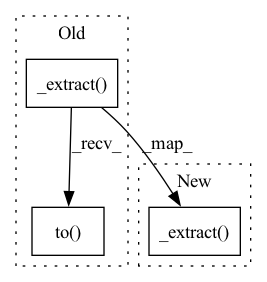 Old
_extract()
_recv_
_map_
New
to()
_extract()